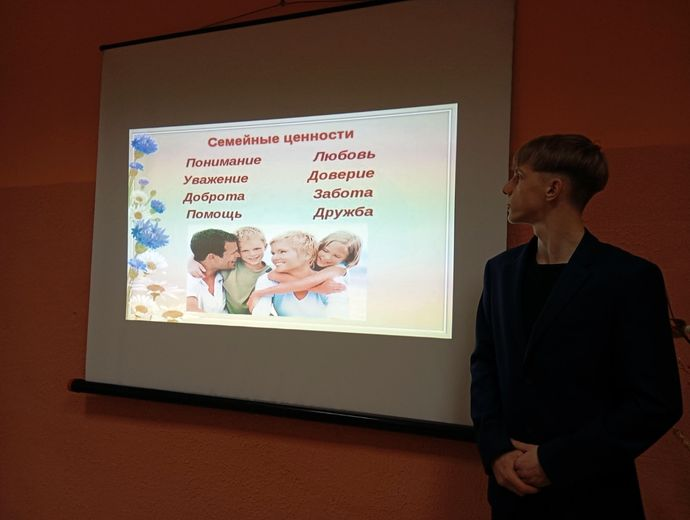 Семейные ценности
Понимание
Уважение
Доброта
Помощь
Любовь
Доверие
Забота
Дружба